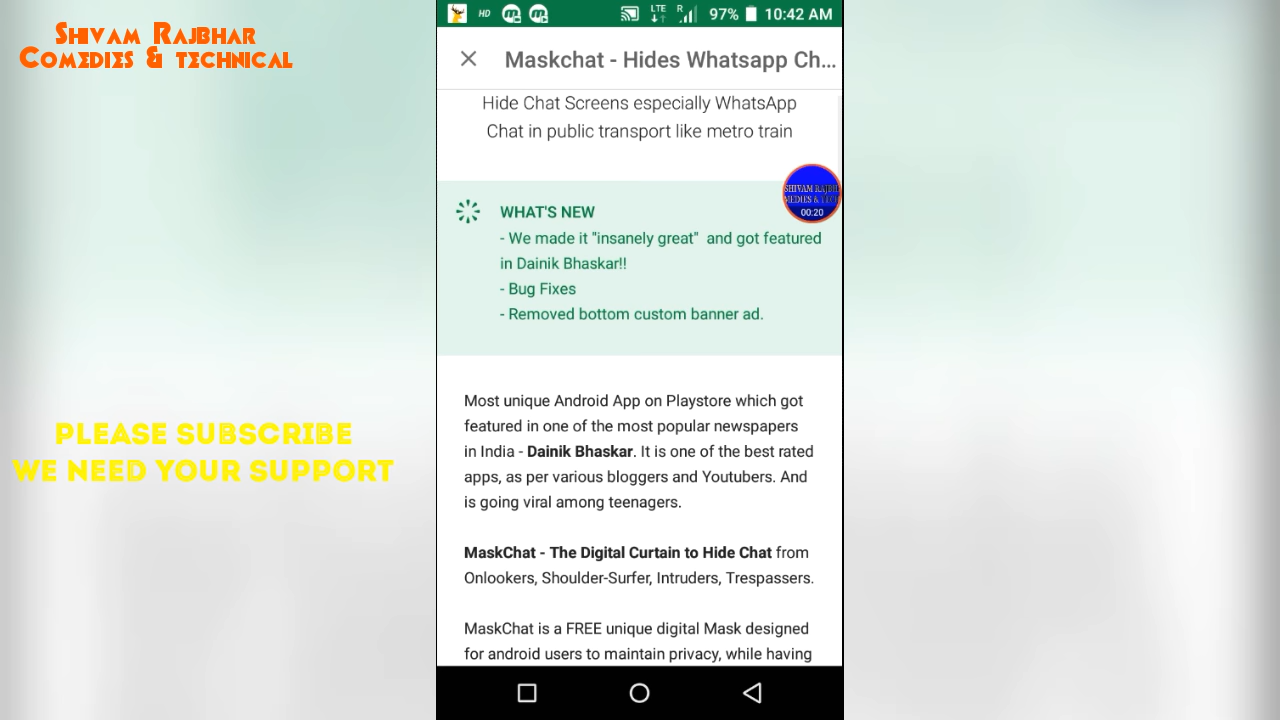 Shivam Rajbhar
Comedies & technical
PLEASE SUBSCRIBE
WE NEED YOUR SUPPORT
HD
LTE
R
97%
10:42 AM
Maskchat - Hides Whatsapp Ch...
Hide Chat Screens especially WhatsApp
Chat in public transport like metro train
SHIVAM RAJBH
MEDIES & TECH
00:20
WHAT'S NEW
- We made it "insanely great" and got featured
in Dainik Bhaskar!!
- Bug Fixes
- Removed bottom custom banner ad.
Most unique Android App on Playstore which got
featured in one of the most popular newspapers
in India - Dainik Bhaskar. It is one of the best rated
apps, as per various bloggers and Youtubers. And
is going viral among teenagers.
MaskChat - The Digital Curtain to Hide Chat from
Onlookers, Shoulder-Surfer, Intruders, Trespassers.
MaskChat is a FREE unique digital Mask designed
for android users to maintain privacy, while having